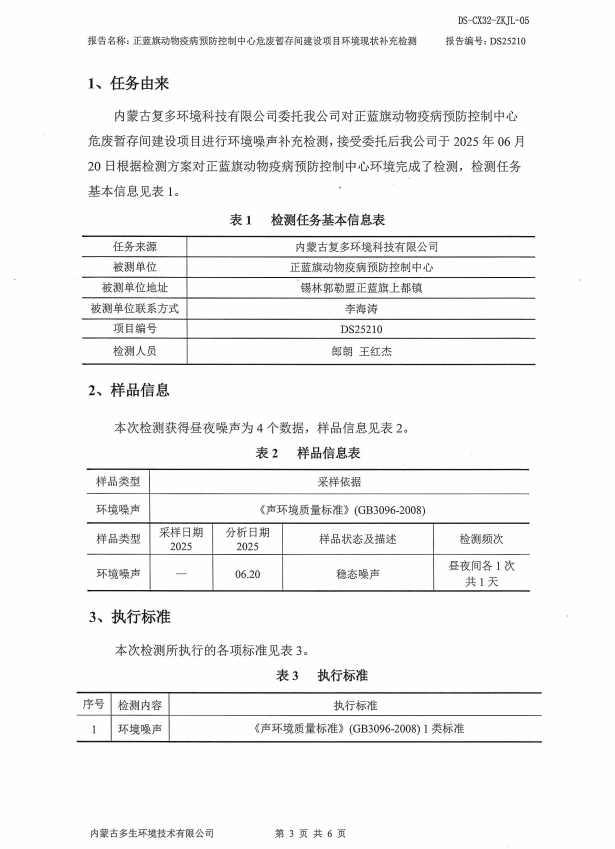 DS-CX32-ZKJL-05
报告名称：正蓝旗动物疫病预防控制中心危废暂存间建设项目环境现状补充检测 报告编号：DS25210
1、任务由来
内蒙古复多环境科技有限公司委托我公司对正蓝旗动物疫病预防控制中心
危废暂存间建设项目进行环境噪声补充检测，接受委托后我公司于 2025 年 06 月
20 日根据检测方案对正蓝旗动物疫病预防控制中心环境完成了检测，检测任务
基本信息见表 1。
表 1 检测任务基本信息表
任务来源 内蒙古复多环境科技有限公司
被测单位 正蓝旗动物疫病预防控制中心
被测单位地址 锡林郭勒盟正蓝旗上都镇
被测单位联系方式 李海涛
项目编号 DS25210
检测人员 郎朗 王红杰
2、样品信息
本次检测获得昼夜噪声为 4 个数据，样品信息见表 2。
表 2 样品信息表
样品类型 采样依据
环境噪声 《声环境质量标准》(GB3096-2008)
样品类型 采样日期 2025 分析日期 2025 样品状态及描述 检测频次
环境噪声 — 06.20 稳态噪声 昼夜间各 1 次 共 1 天
3、执行标准
本次检测所执行的各项标准见表 3。
表 3 执行标准
序号 检测内容 执行标准
1 环境噪声 《声环境质量标准》(GB3096-2008) 1 类标准
内蒙古多生环境技术有限公司 第 3 页 共 6 页